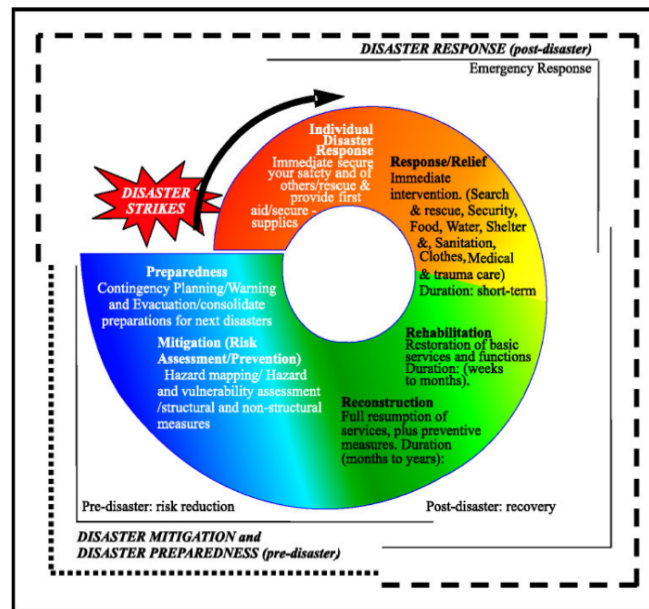 DISASTER RESPONSE (post-disaster)
Emergency Response
DISASTER
STRIKES
Individual
Disaster
Response
Immediate secure
your safety and of
others/rescue &
provide first
aid/secure -
supplies
Response/Relief
Immediate
intervention. (Search
& rescue, Security,
Food, Water, Shelter
&, Sanitation,
Clothes, Medical
& trauma care)
Duration: short-term
Rehabilitation
Restoration of basic
services and functions
Duration: (weeks
to months).
Reconstruction
Full resumption of
services, plus preventive
measures. Duration
(months to years):
Preparedness
Contingency Planning/Warning
and Evacuation/consolidate
preparations for next disasters
Mitigation (Risk
Assessment/Prevention)
Hazard mapping/ Hazard
and vulnerability assessment
/structural and non-structural
measures
Pre-disaster: risk reduction
Post-disaster: recovery
DISASTER MITIGATION and
DISASTER PREPAREDNESS (pre-disaster)